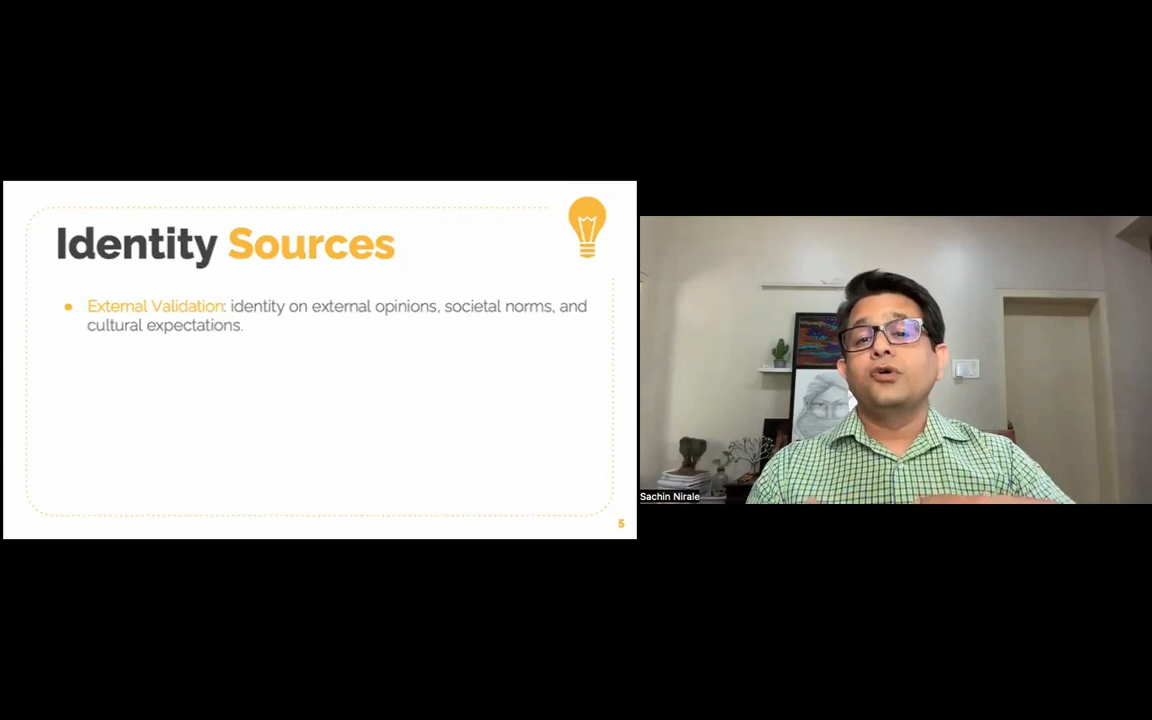 Identity Sources
● External Validation: identity on external opinions, societal norms, and
cultural expectations.
5
Sachin Nirale